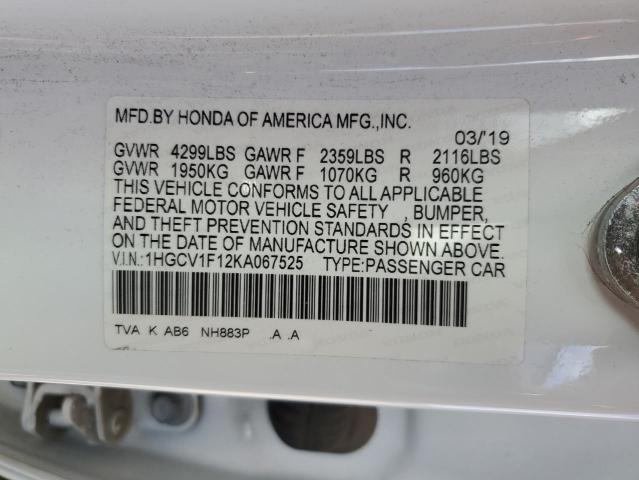 MFD.BY HONDA OF AMERICA MFG.,INC.
03/'19
GVWR 4299LBS GAWR F 2359LBS R 2116LBS
GVWR 1950KG GAWR F 1070KG R 960KG
THIS VEHICLE CONFORMS TO ALL APPLICABLE
FEDERAL MOTOR VEHICLE SAFETY , BUMPER,
AND THEFT PREVENTION STANDARDS IN EFFECT
ON THE DATE OF MANUFACTURE SHOWN ABOVE.
V.I.N.:1HGCV1F12KA067525 TYPE:PASSENGER CAR
TVA K AB6 NH883P .A .A